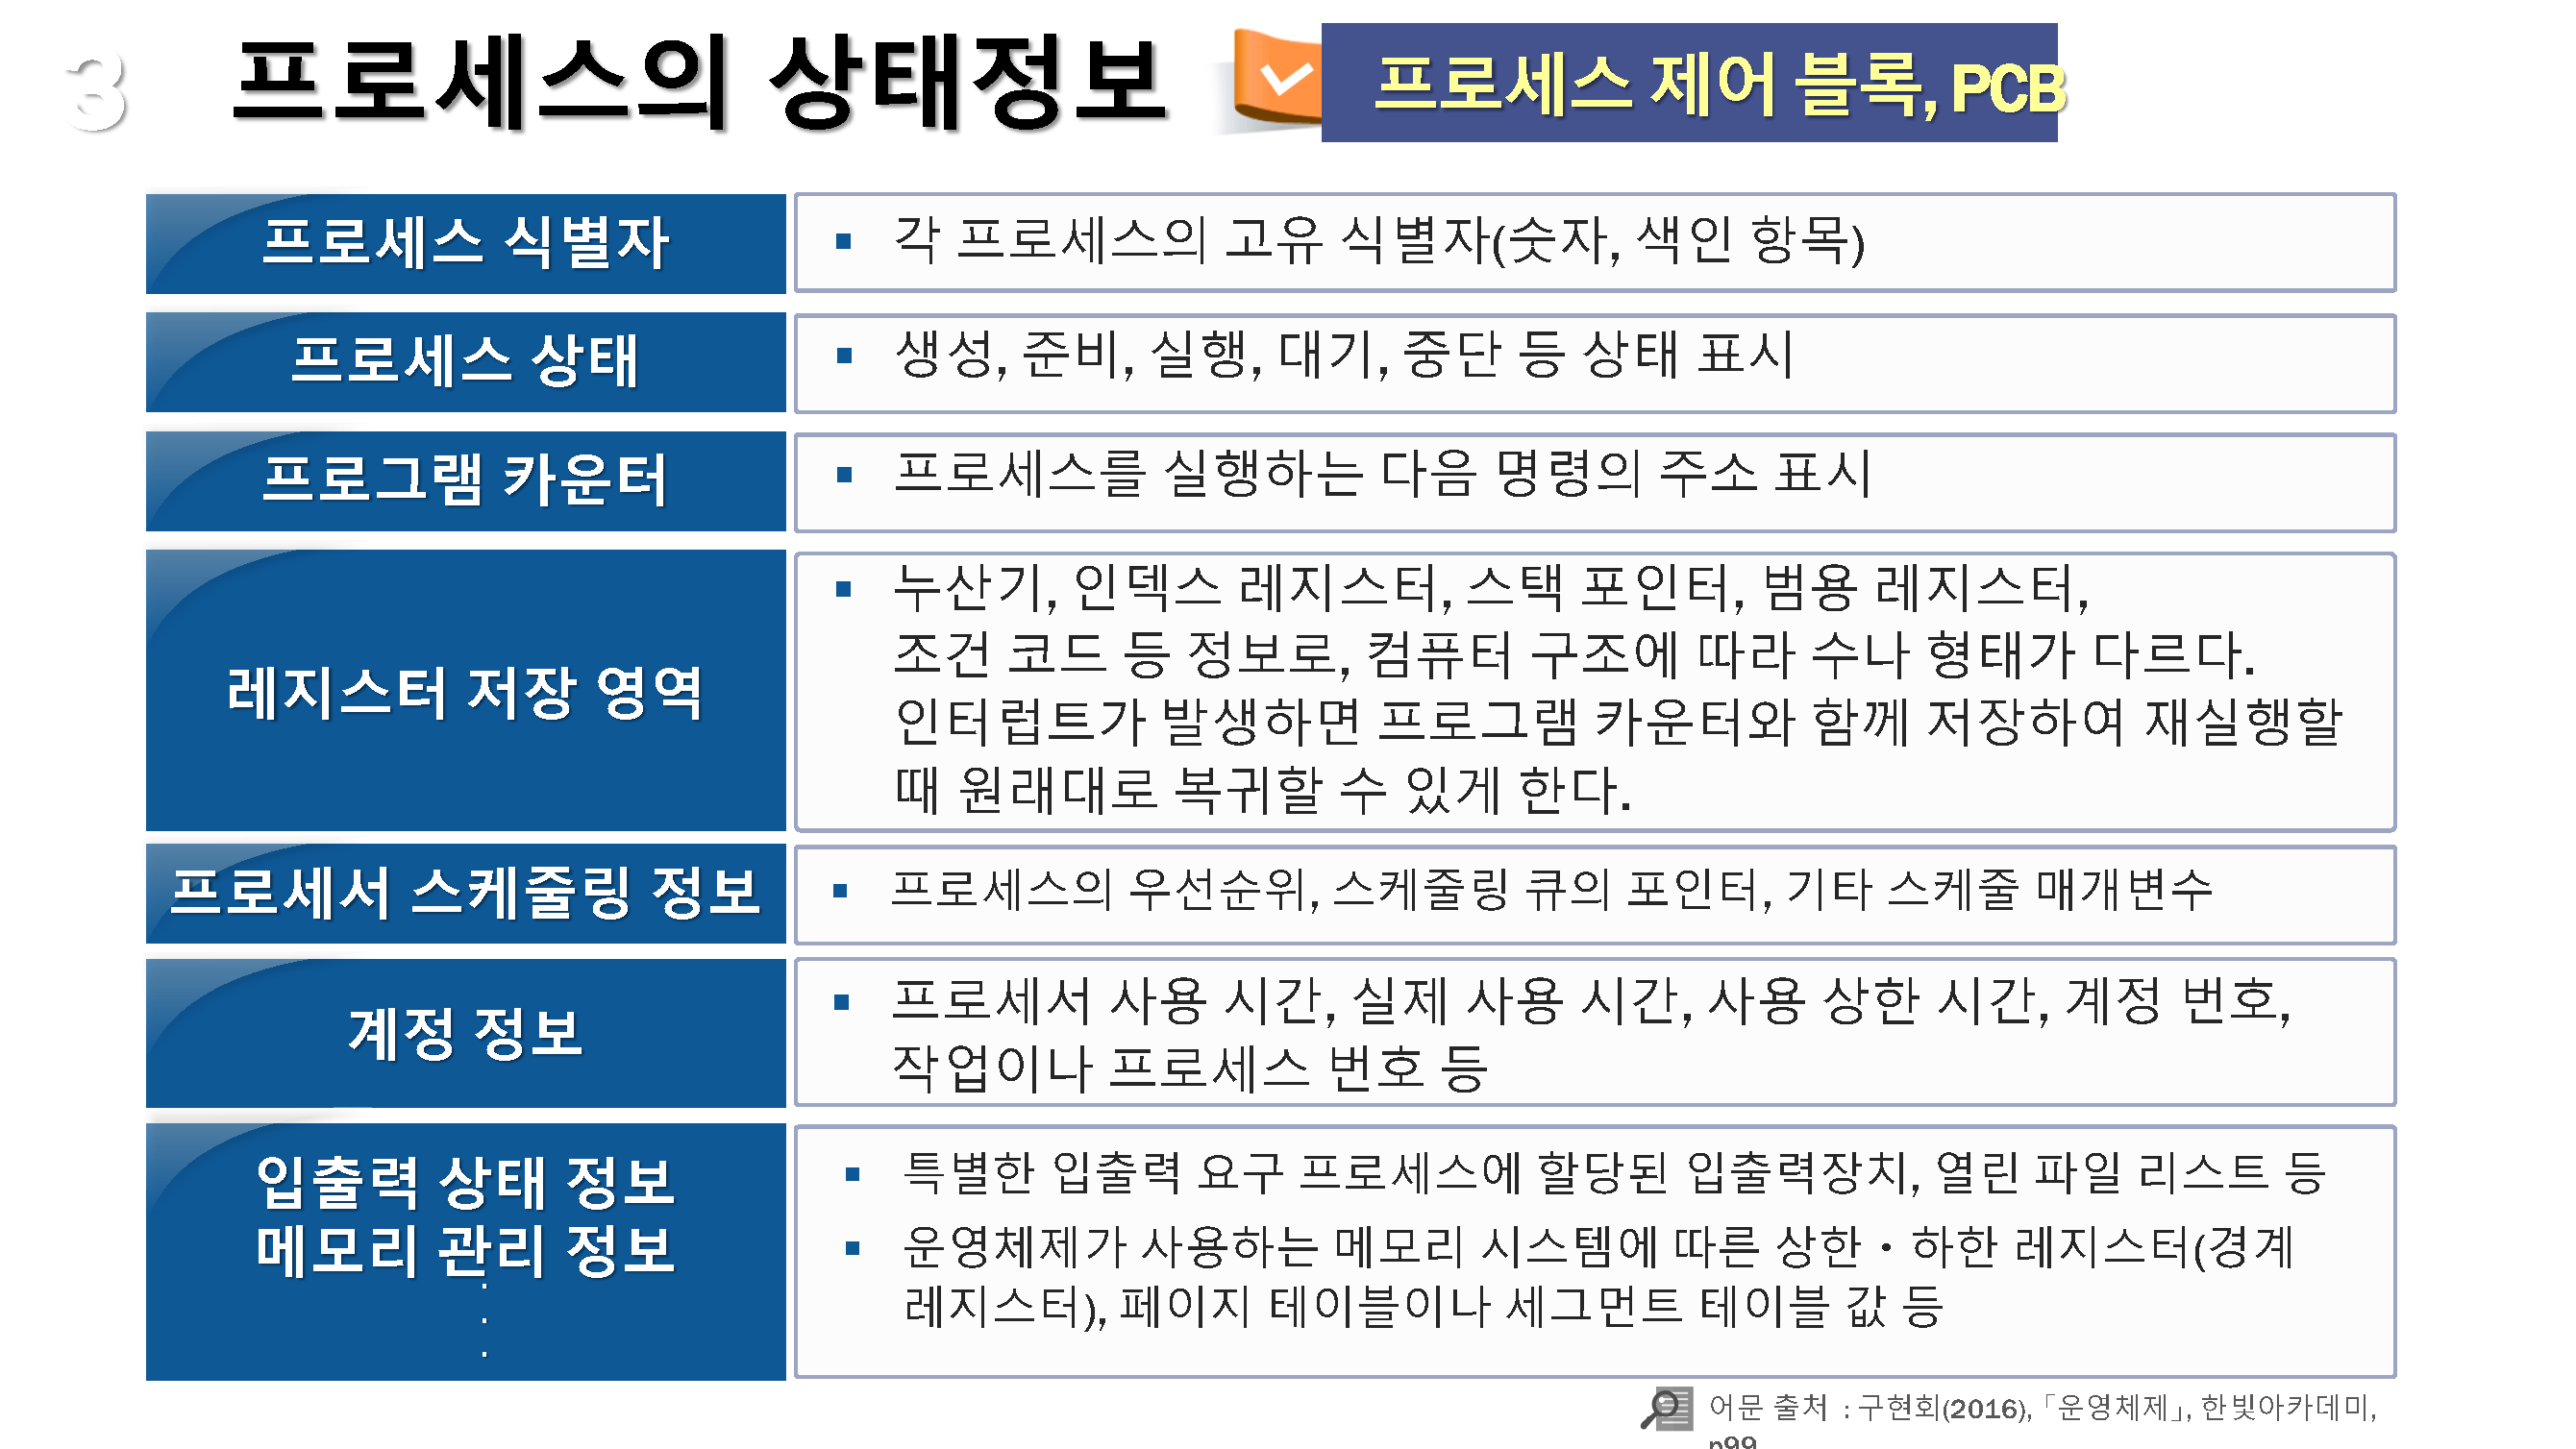 3 프로세스의 상태정보 프로세스 제어 블록, PCB
프로세스 식별자
▪ 각 프로세스의 고유 식별자(숫자, 색인 항목)
프로세스 상태
▪ 생성, 준비, 실행, 대기, 중단 등 상태 표시
프로그램 카운터
▪ 프로세스를 실행하는 다음 명령의 주소 표시
레지스터 저장 영역
▪ 누산기, 인덱스 레지스터, 스택 포인터, 범용 레지스터,
조건 코드 등 정보로, 컴퓨터 구조에 따라 수나 형태가 다르다.
인터럽트가 발생하면 프로그램 카운터와 함께 저장하여 재실행할
때 원래대로 복귀할 수 있게 한다.
프로세서 스케줄링 정보
▪ 프로세스의 우선순위, 스케줄링 큐의 포인터, 기타 스케줄 매개변수
계정 정보
▪ 프로세서 사용 시간, 실제 사용 시간, 사용 상한 시간, 계정 번호,
작업이나 프로세스 번호 등
입출력 상태 정보
메모리 관리 정보
.
.
.
▪ 특별한 입출력 요구 프로세스에 할당된 입출력장치, 열린 파일 리스트 등
▪ 운영체제가 사용하는 메모리 시스템에 따른 상한·하한 레지스터(경계
레지스터), 페이지 테이블이나 세그먼트 테이블 값 등
어문 출처 : 구현회(2016), 「운영체제」, 한빛아카데미,
p99